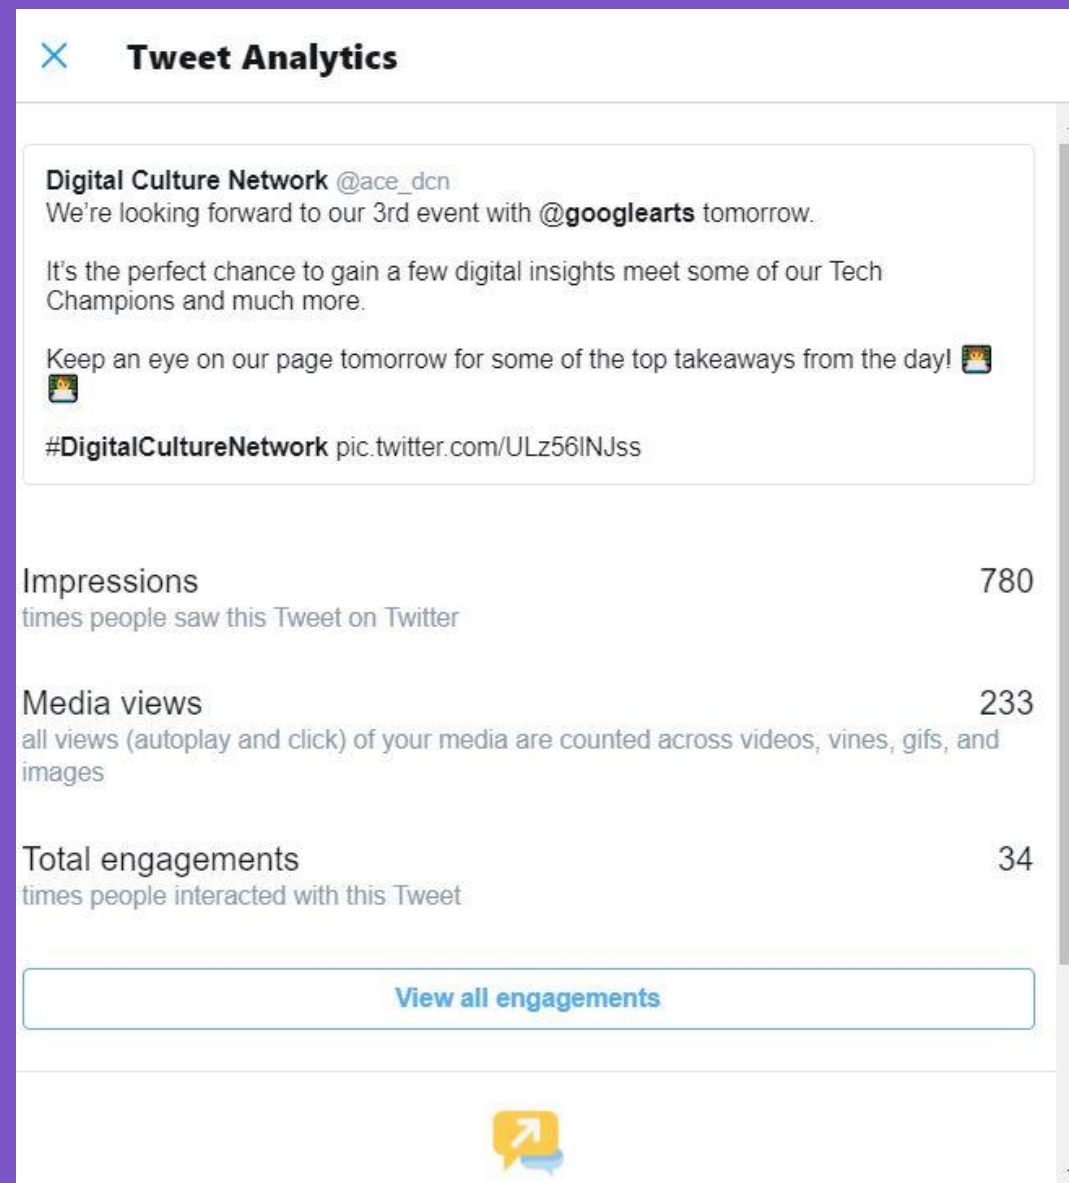 Tweet Analytics
Digital Culture Network @ace_dcn
We're looking forward to our 3rd event with @googlearts tomorrow.
It's the perfect chance to gain a few digital insights meet some of our Tech
Champions and much more.
Keep an eye on our page tomorrow for some of the top takeaways from the day! 👨‍💻
👨‍💻
#DigitalCultureNetwork pic.twitter.com/ULz56INJss
Impressions 780
times people saw this Tweet on Twitter
Media views 233
all views (autoplay and click) of your media are counted across videos, vines, gifs, and
images
Total engagements 34
times people interacted with this Tweet
View all engagements